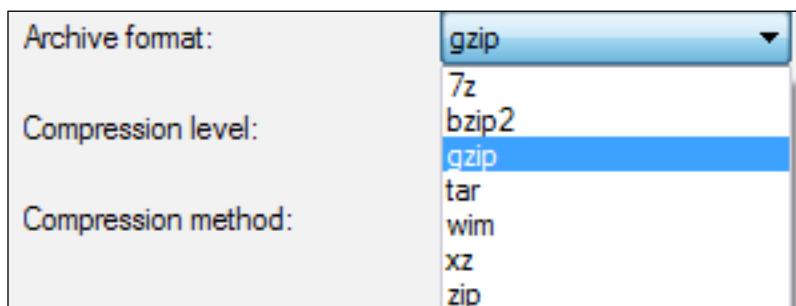 Archive format: gzip
7z
Compression level: bzip2
gzip
tar
Compression method: wim
xz
zip